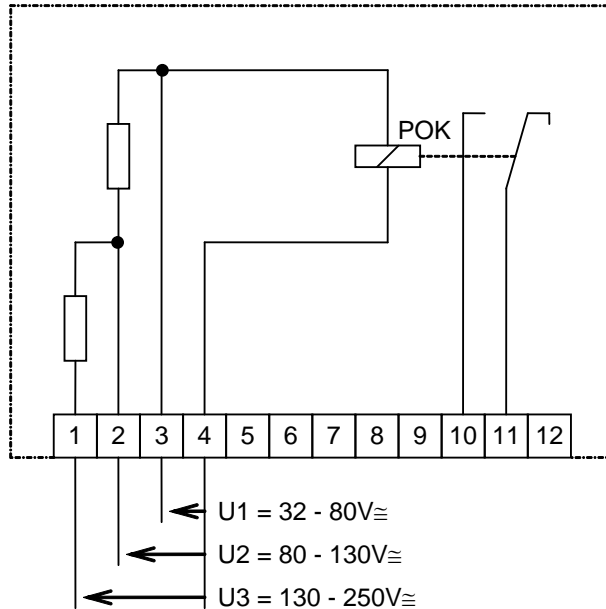 POK
1 2 3 4 5 6 7 8 9 10 11 12
U1 = 32 - 80V≅
U2 = 80 - 130V≅
U3 = 130 - 250V≅